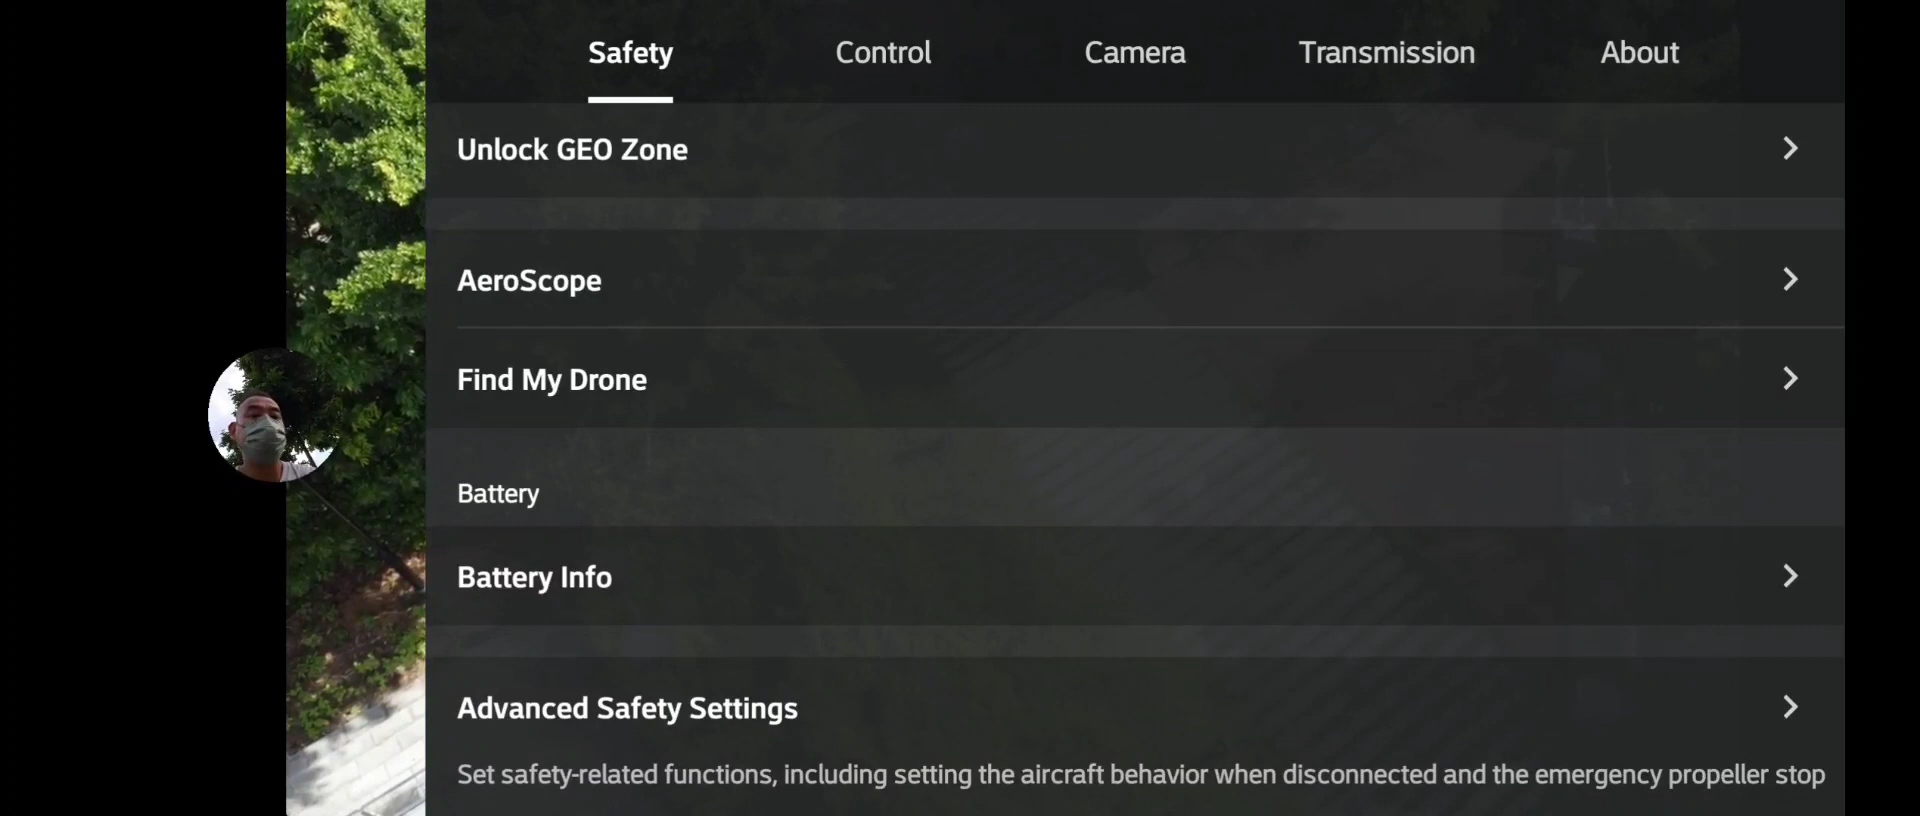 Safety Control Camera Transmission About
Unlock GEO Zone
AeroScope
Find My Drone
Battery
Battery Info
Advanced Safety Settings
Set safety-related functions, including setting the aircraft behavior when disconnected and the emergency propeller stop